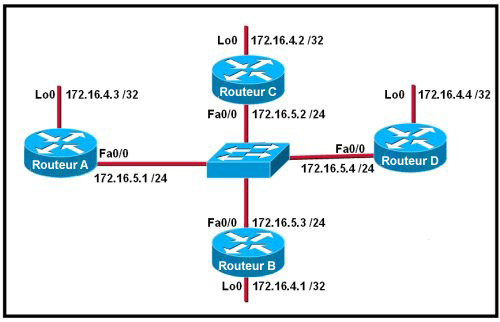 Lo0 172.16.4.2 /32
Routeur C
Fa0/0 172.16.5.2 /24
Lo0 172.16.4.3 /32
Routeur A
Fa0/0
172.16.5.1 /24
Lo0 172.16.4.4 /32
Fa0/0
Routeur D
172.16.5.4 /24
Fa0/0 172.16.5.3 /24
Routeur B
Lo0 172.16.4.1 /32